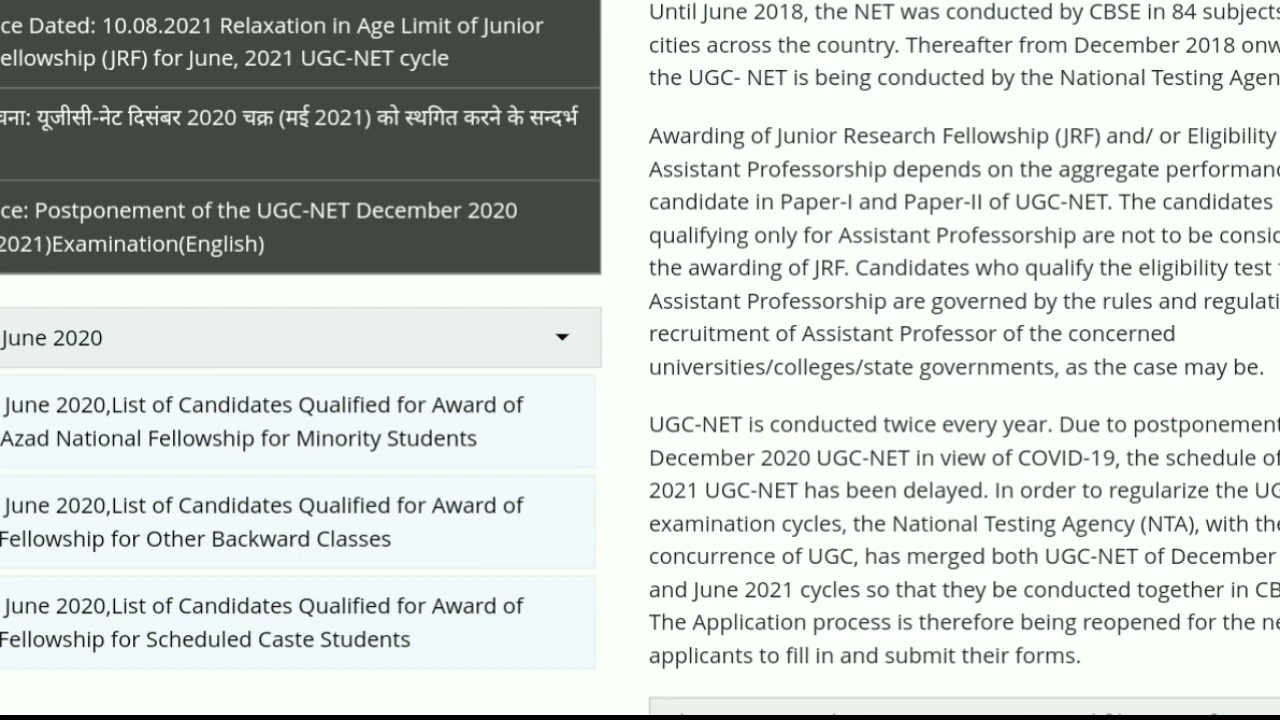 ce Dated: 10.08.2021 Relaxation in Age Limit of Junior
ellowship (JRF) for June, 2021 UGC-NET cycle
वना: यूजीसी-नेट दिसंबर 2020 चक्र (मई 2021) को स्थगित करने के सन्दर्भ
ce: Postponement of the UGC-NET December 2020
2021)Examination(English)
June 2020
June 2020,List of Candidates Qualified for Award of
Azad National Fellowship for Minority Students
June 2020,List of Candidates Qualified for Award of
Fellowship for Other Backward Classes
June 2020,List of Candidates Qualified for Award of
Fellowship for Scheduled Caste Students
Until June 2018, the NET was conducted by CBSE in 84 subjects
cities across the country. Thereafter from December 2018 onw
the UGC- NET is being conducted by the National Testing Agen
Awarding of Junior Research Fellowship (JRF) and/ or Eligibility
Assistant Professorship depends on the aggregate performanc
candidate in Paper-I and Paper-II of UGC-NET. The candidates
qualifying only for Assistant Professorship are not to be consid
the awarding of JRF. Candidates who qualify the eligibility test
Assistant Professorship are governed by the rules and regulati
recruitment of Assistant Professor of the concerned
universities/colleges/state governments, as the case may be.
UGC-NET is conducted twice every year. Due to postponement
December 2020 UGC-NET in view of COVID-19, the schedule of
2021 UGC-NET has been delayed. In order to regularize the UG
examination cycles, the National Testing Agency (NTA), with the
concurrence of UGC, has merged both UGC-NET of December
and June 2021 cycles so that they be conducted together in CB
The Application process is therefore being reopened for the ne
applicants to fill in and submit their forms.